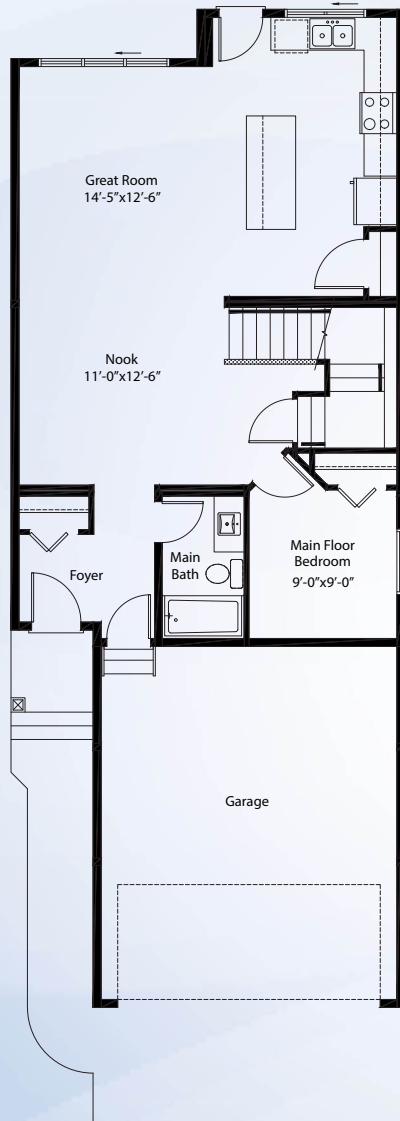 Great Room
14’-5”x12’-6”
Nook
11’-0”x12’-6”
Main
Bath
Main Floor
Bedroom
9’-0”x9’-0”
Foyer
Garage